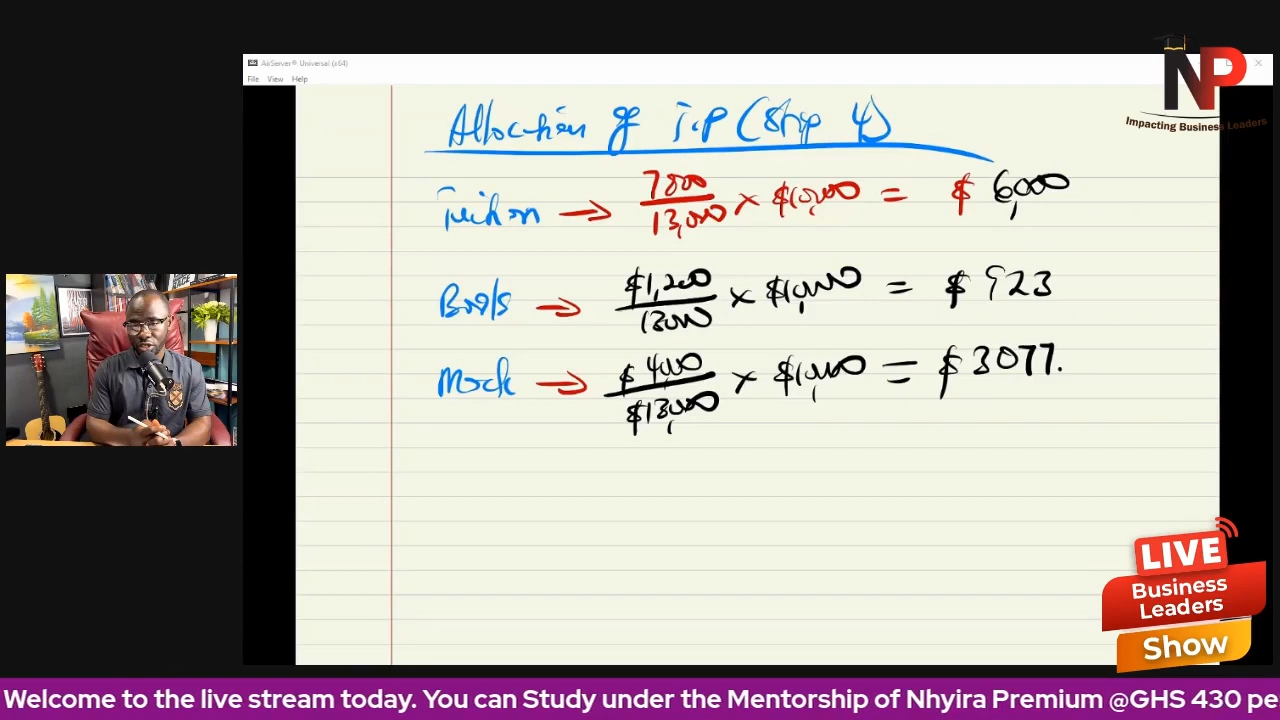 AirServer® Universal (x64)
File View Help
NP
Impacting Business Leaders
Allocation of T.P (Step 4)
Tuition → 7800/13,000 × $10,000 = $ 6,000
Books → $1,200/13000 × $10,000 = $ 923
Mock → $ 4,000/$13,000 × $10,000 = $ 3077.
LIVE
Business
Leaders
Show
Welcome to the live stream today. You can Study under the Mentorship of Nhyira Premium @GHS 430 pe